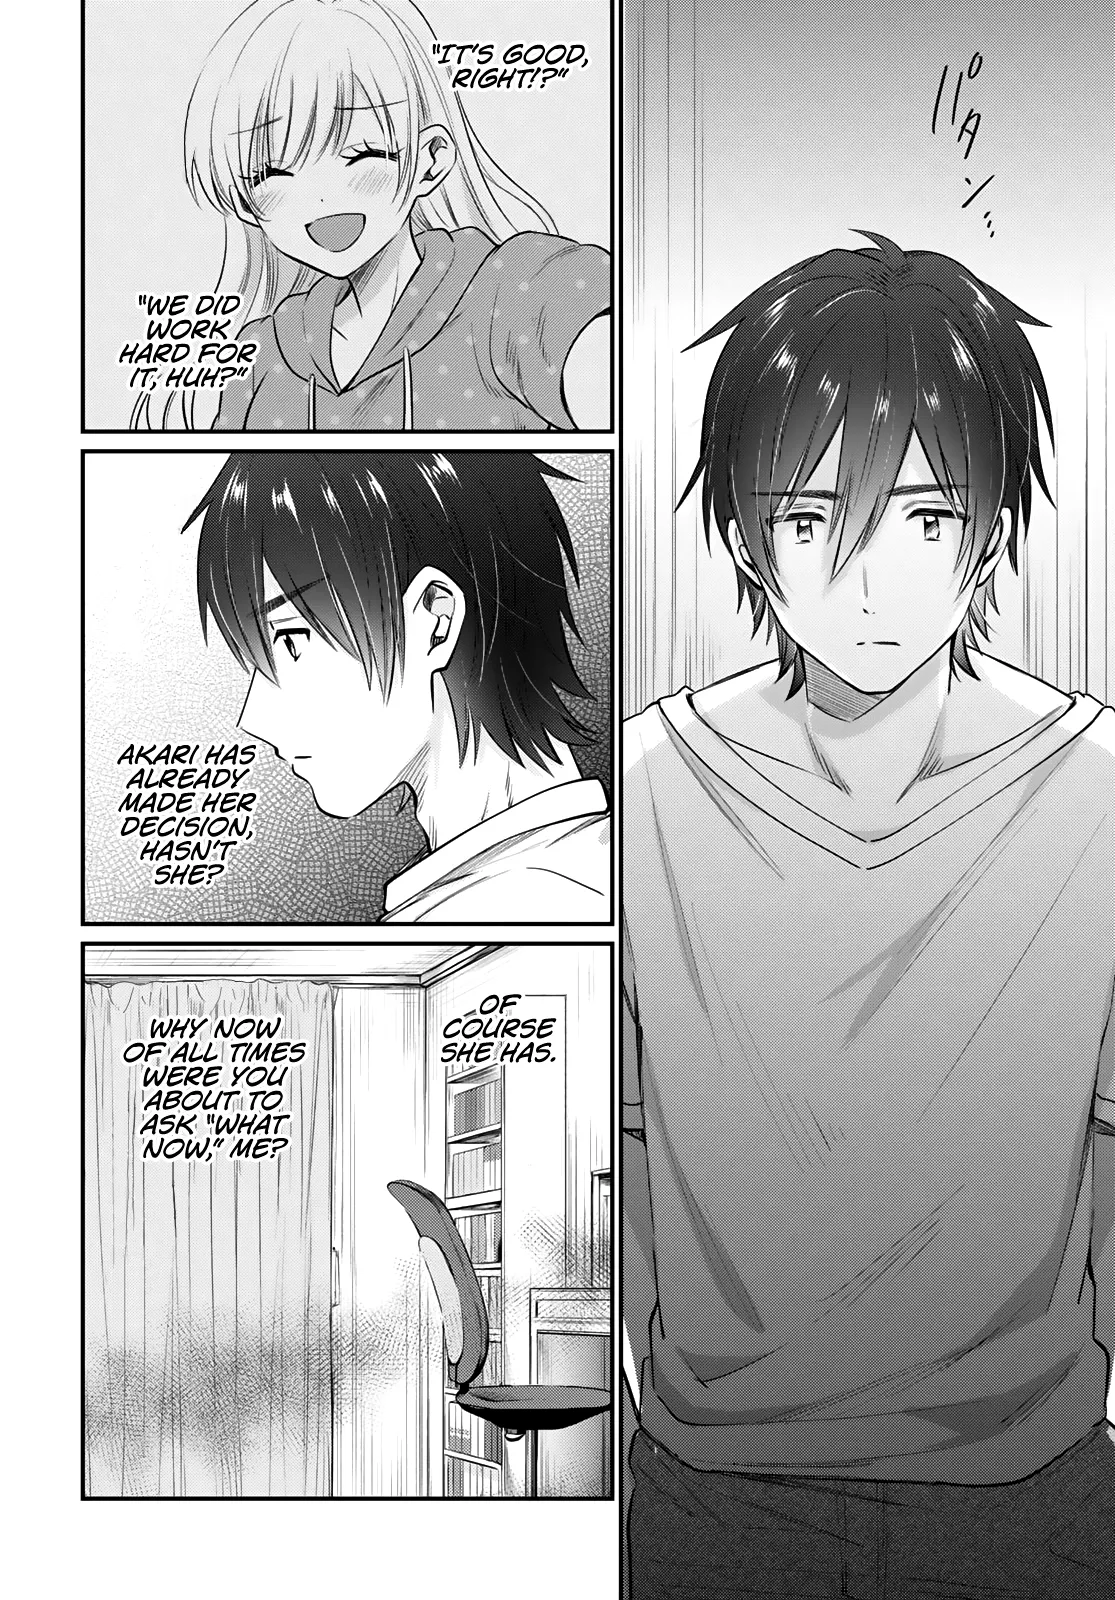 パタン…
"IT'S GOOD,
RIGHT!?"
"WE DID
WORK
HARD FOR
IT, HUH?"
AKARI HAS
ALREADY
MADE HER
DECISION,
HASN'T
SHE?
OF
COURSE
SHE HAS.
WHY NOW
OF ALL TIMES
WERE YOU
ABOUT TO
ASK "WHAT
NOW," ME?